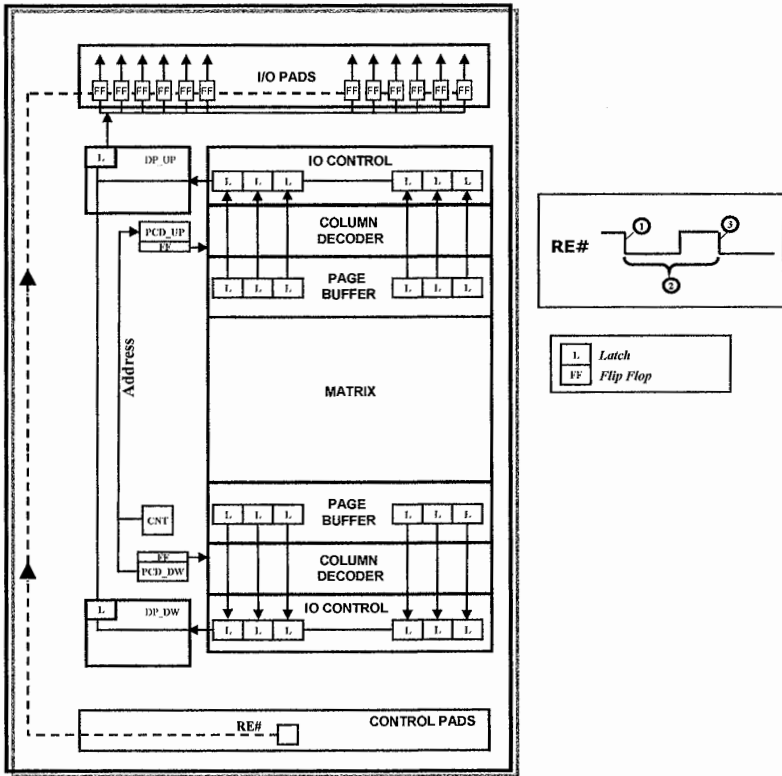 I/O PADS
FF FF FF FF FF FF FF FF FF FF FF FF
L DP_UP
IO CONTROL
L L L L L L
PCD_UP
FF
COLUMN
DECODER
PAGE
BUFFER
L L L L L L
Address
MATRIX
CNT
PAGE
BUFFER
L L L L L L
FF
PCD_DW
COLUMN
DECODER
L DP_DW
IO CONTROL
L L L L L L
RE#
CONTROL PADS
RE#
1 3
2
L Latch
FF Flip Flop